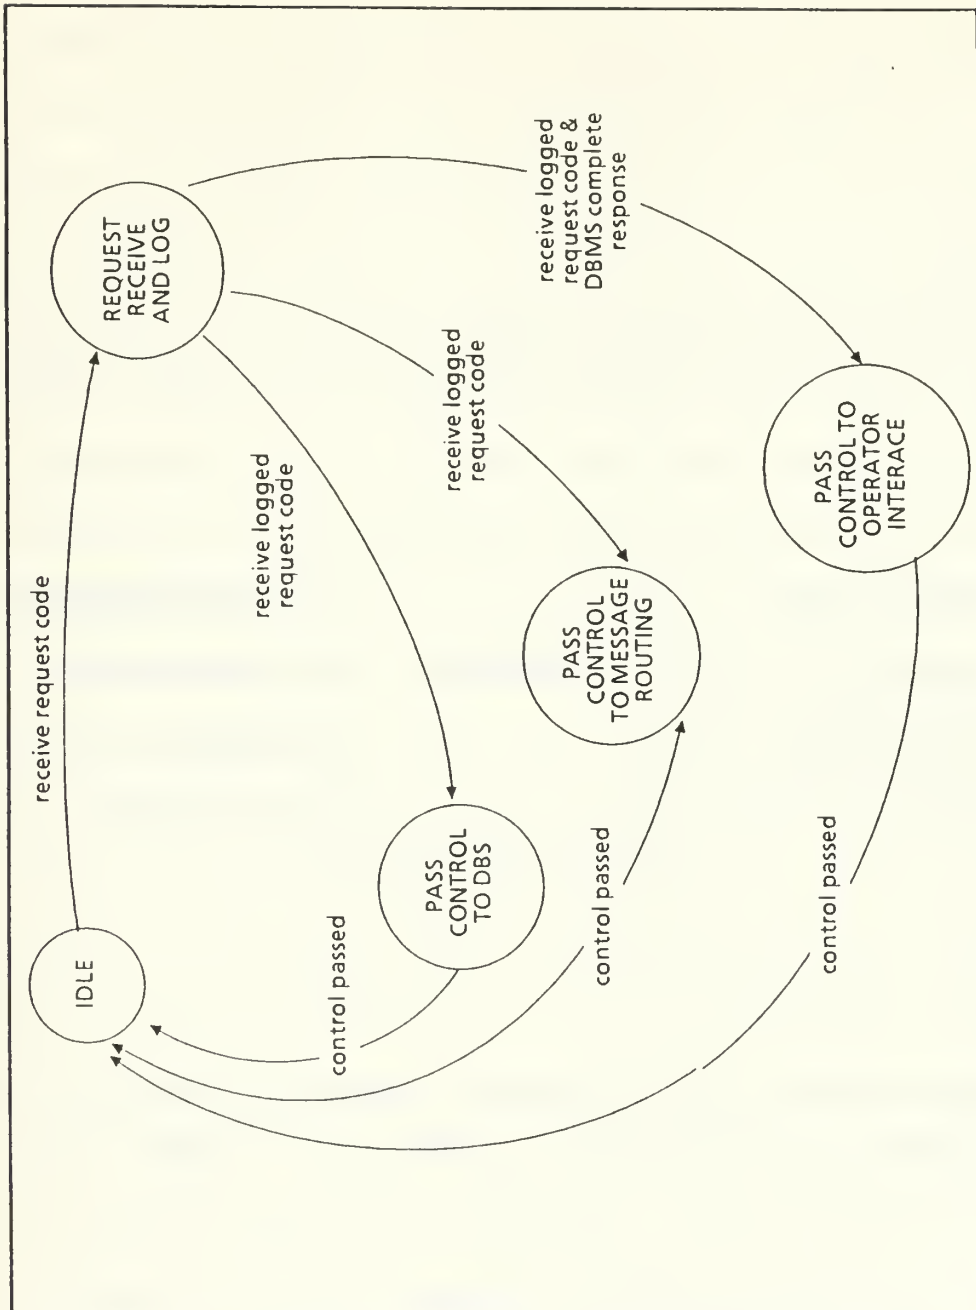 IDLE
receive request code
REQUEST
RECEIVE
AND LOG
control passed
PASS
CONTROL
TO DBS
receive logged
request code
control passed
PASS
CONTROL
TO MESSAGE
ROUTING
receive logged
request code
control passed
PASS
CONTROL TO
OPERATOR
INTERACE
receive logged
request code &
DBMS complete
response